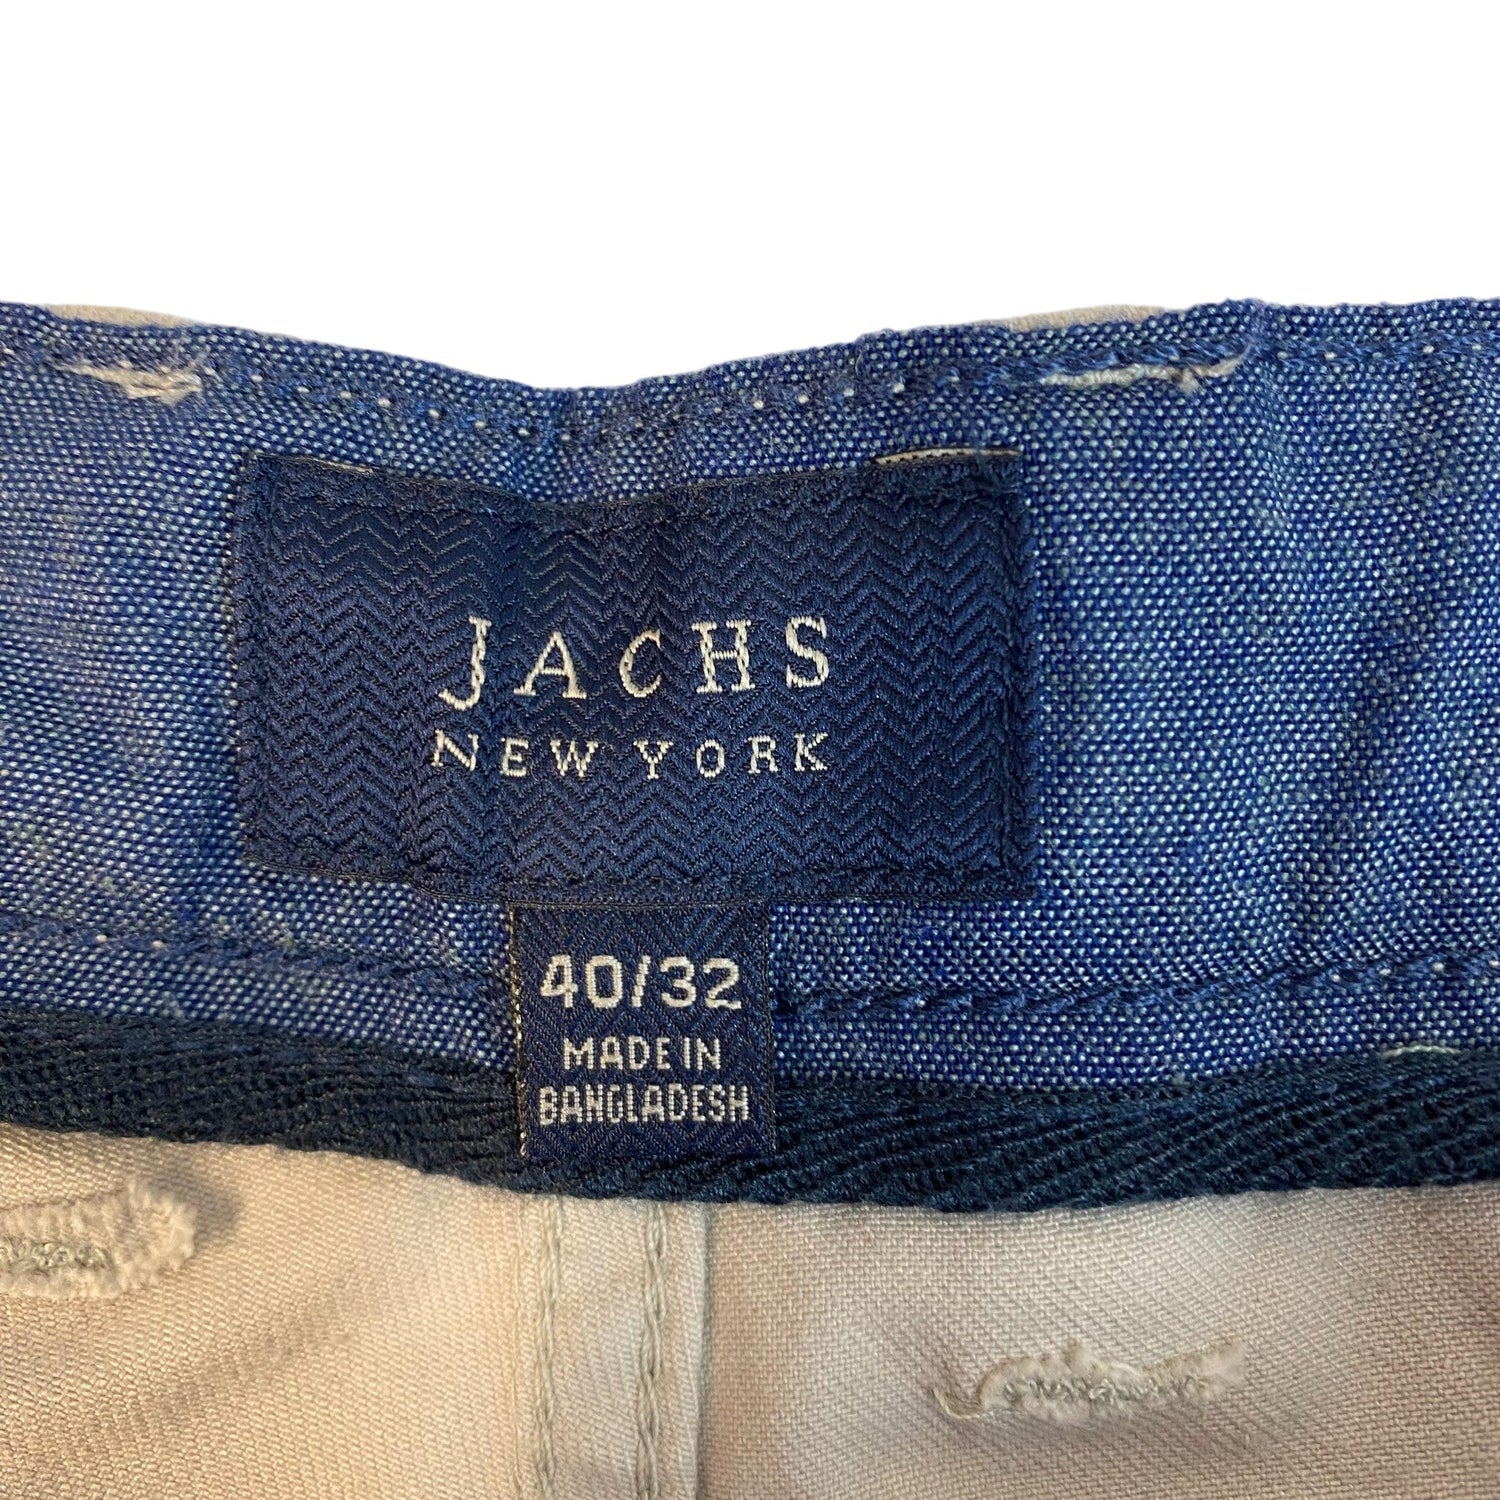 JACHS
NEW YORK
40/32
MADE IN
BANGLADESH